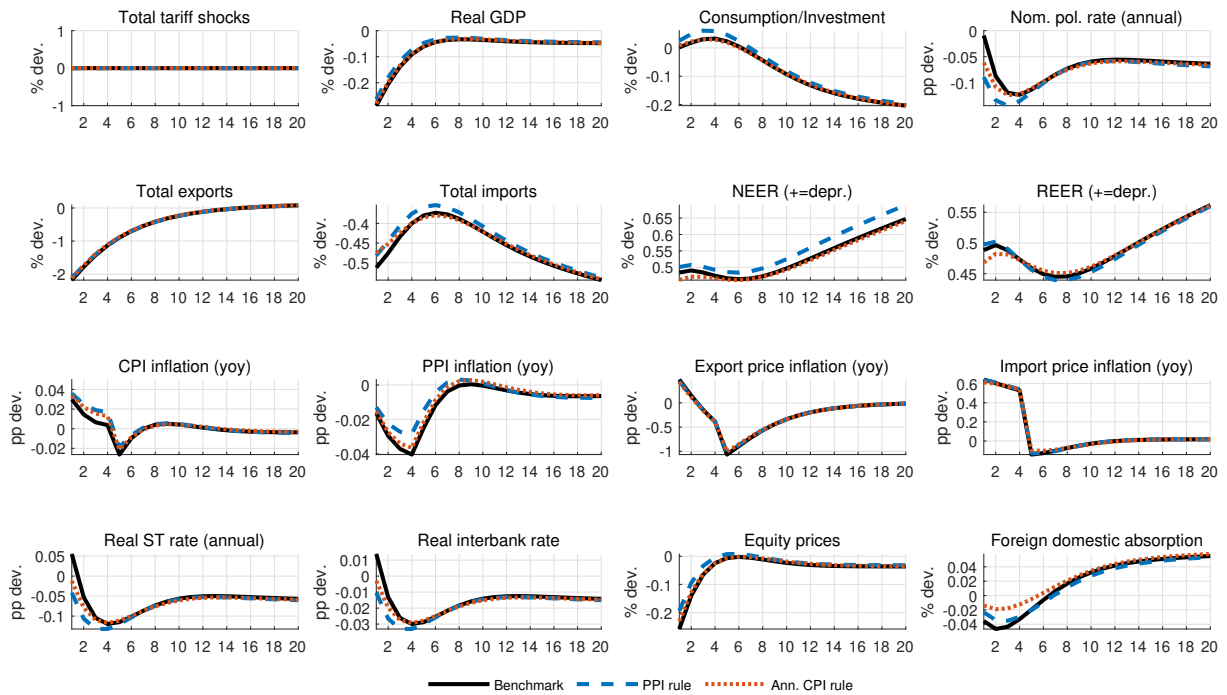 Total tariff shocks
Real GDP
Consumption/Investment
Nom. pol. rate (annual)
% dev.
1
0
-1
2 4 6 8 10 12 14 16 18 20
% dev.
0
-0.1
-0.2
2 4 6 8 10 12 14 16 18 20
% dev.
0
-0.1
-0.2
2 4 6 8 10 12 14 16 18 20
pp dev.
0
-0.05
-0.1
2 4 6 8 10 12 14 16 18 20
Total exports
Total imports
NEER (+=depr.)
REER (+=depr.)
% dev.
0
-1
-2
2 4 6 8 10 12 14 16 18 20
% dev.
-0.4
-0.45
-0.5
2 4 6 8 10 12 14 16 18 20
% dev.
0.65
0.6
0.55
0.5
2 4 6 8 10 12 14 16 18 20
% dev.
0.55
0.5
0.45
2 4 6 8 10 12 14 16 18 20
CPI inflation (yoy)
PPI inflation (yoy)
Export price inflation (yoy)
Import price inflation (yoy)
pp dev.
0.04
0.02
0
-0.02
2 4 6 8 10 12 14 16 18 20
pp dev.
0
-0.02
-0.04
2 4 6 8 10 12 14 16 18 20
pp dev.
0
-0.5
-1
2 4 6 8 10 12 14 16 18 20
pp dev.
0.6
0.4
0.2
0
2 4 6 8 10 12 14 16 18 20
Real ST rate (annual)
Real interbank rate
Equity prices
Foreign domestic absorption
pp dev.
0.05
0
-0.05
-0.1
2 4 6 8 10 12 14 16 18 20
pp dev.
0.01
0
-0.01
-0.02
-0.03
2 4 6 8 10 12 14 16 18 20
% dev.
0
-0.1
-0.2
2 4 6 8 10 12 14 16 18 20
% dev.
0.04
0.02
0
-0.02
-0.04
2 4 6 8 10 12 14 16 18 20
Benchmark
PPI rule
Ann. CPI rule